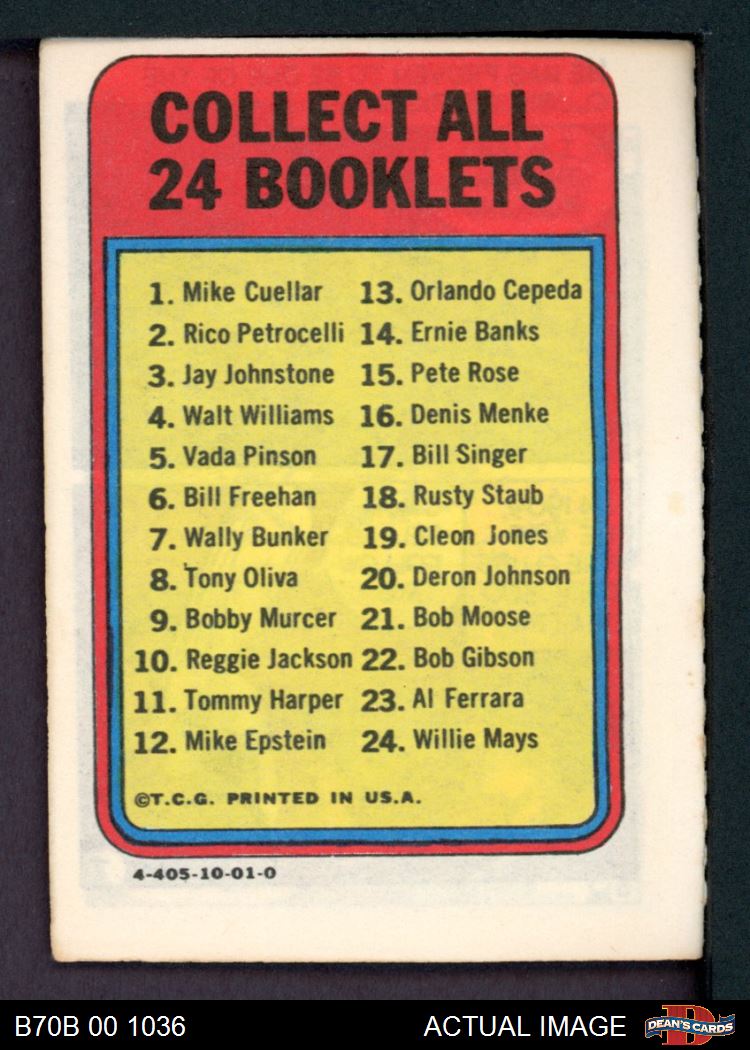 COLLECT ALL
24 BOOKLETS
1. Mike Cuellar
2. Rico Petrocelli
3. Jay Johnstone
4. Walt Williams
5. Vada Pinson
6. Bill Freehan
7. Wally Bunker
8. Tony Oliva
9. Bobby Murcer
10. Reggie Jackson
11. Tommy Harper
12. Mike Epstein
13. Orlando Cepeda
14. Ernie Banks
15. Pete Rose
16. Denis Menke
17. Bill Singer
18. Rusty Staub
19. Cleon Jones
20. Deron Johnson
21. Bob Moose
22. Bob Gibson
23. Al Ferrara
24. Willie Mays
©T.C.G. PRINTED IN U.S.A.
4-405-10-01-0
B70B 00 1036
ACTUAL IMAGE
D
DEAN'S CARDS